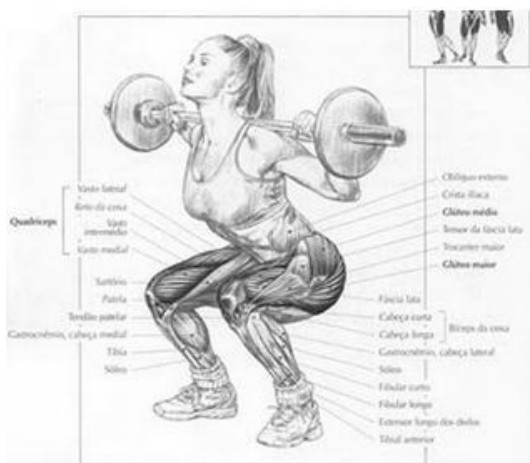 Vasto lateral
Reto da coxa
Vasto
intermédio
Vasto medial
Quadríceps
Sartório
Patela
Tendão patelar
Gastrocnêmio, cabeça medial
Tíbia
Sóleo
Oblíquo externo
Crista ilíaca
Glúteo médio
Tensor da fáscia lata
Trocanter maior
Glúteo maior
Fáscia lata
Cabeça curta
Cabeça longa
Bíceps da coxa
Gastrocnêmio, cabeça lateral
Sóleo
Fibular curto
Fibular longo
Extensor longo dos dedos
Tibial anterior